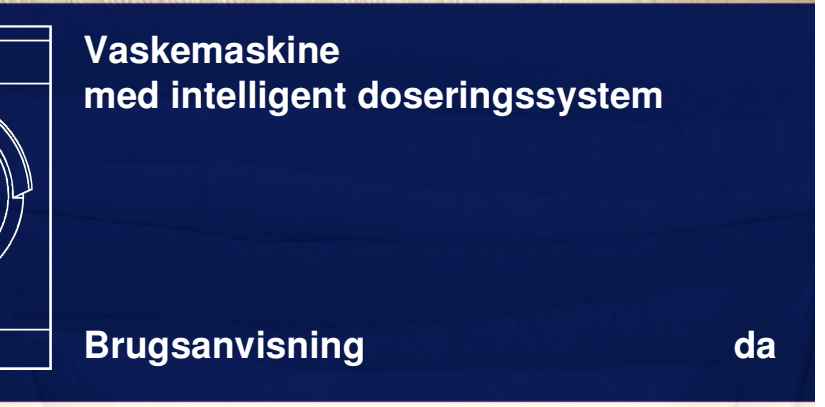 Vaskemaskine
med intelligent doseringssystem
Brugsanvisning da